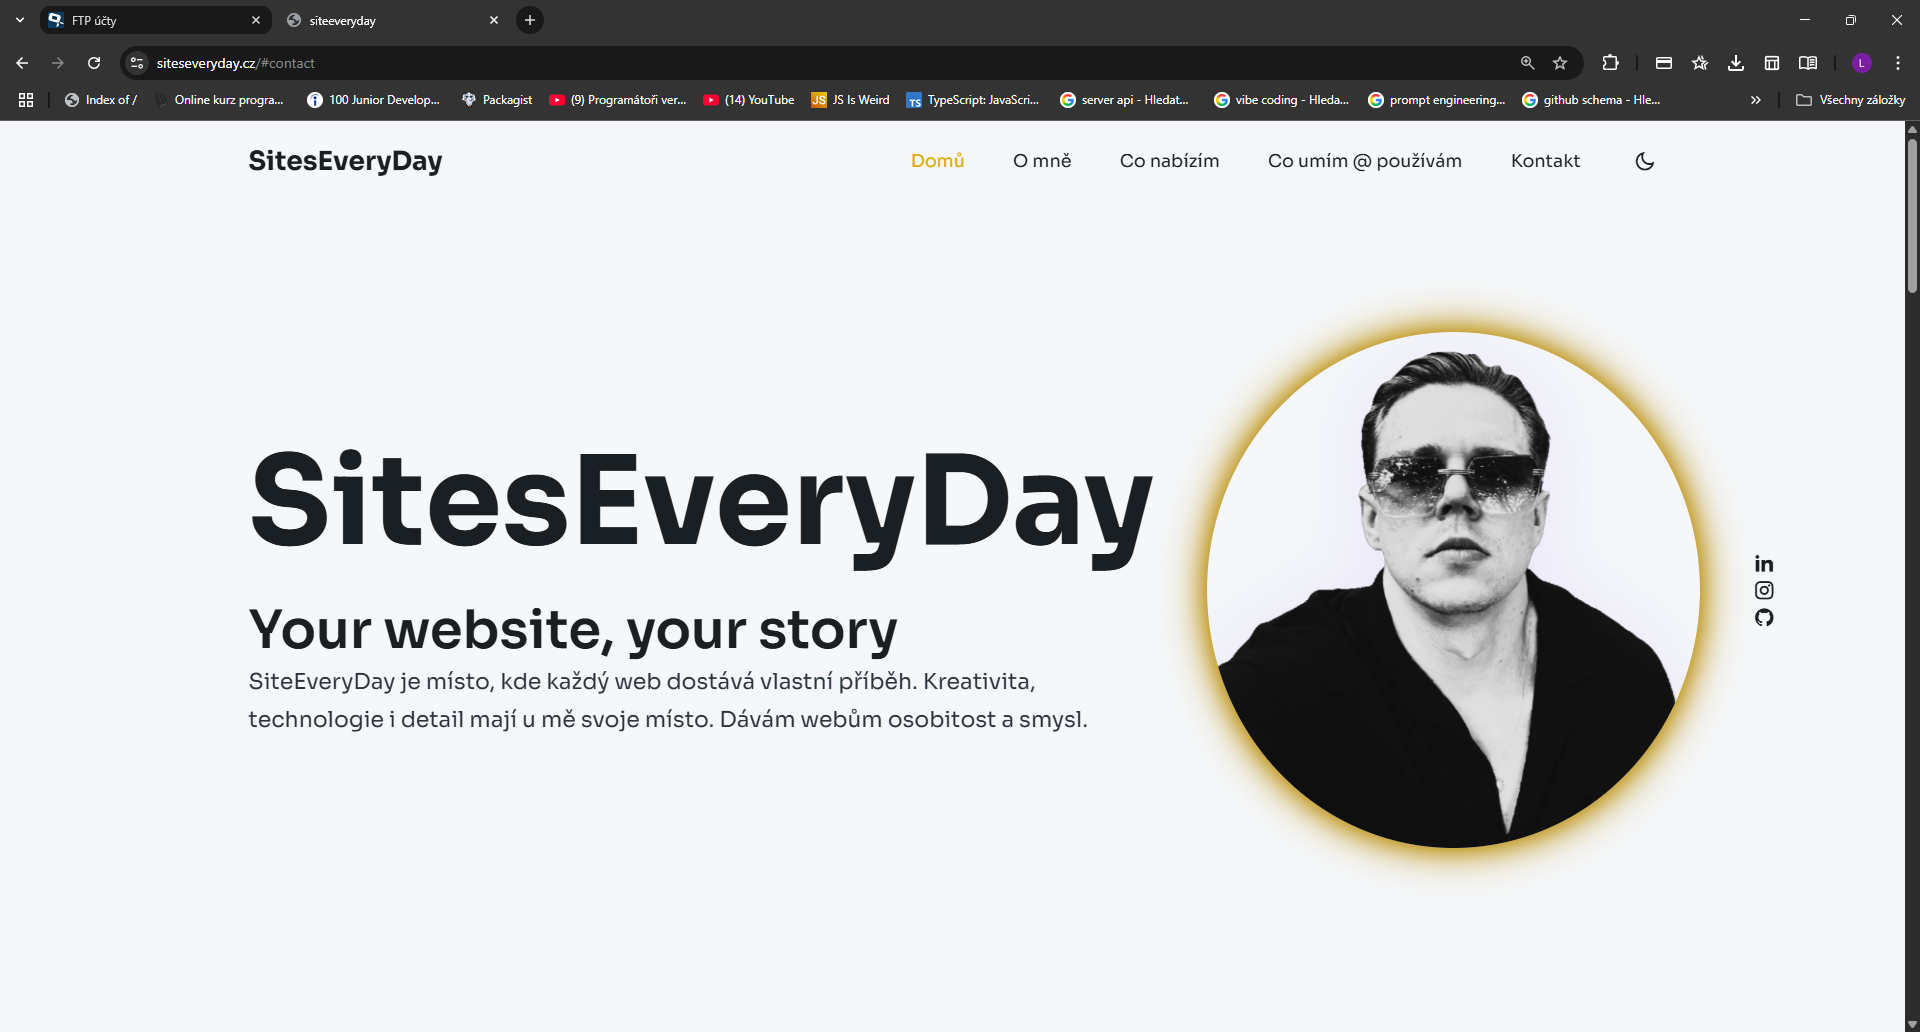 FTP účty
siteeveryday
siteseveryday.cz/#contact
L
Index of /
Online kurz progra...
100 Junior Develop...
Packagist
(9) Programátoři ver...
(14) YouTube
JS
JS Is Weird
TS
TypeScript: JavaScri...
server api - Hledat...
vibe coding - Hleda...
prompt engineering...
github schema - Hle...
Všechny záložky
SitesEveryDay
Domů
O mně
Co nabízím
Co umím @ používám
Kontakt
SitesEveryDay
Your website, your story
SiteEveryDay je místo, kde každý web dostává vlastní příběh. Kreativita,
technologie i detail mají u mě svoje místo. Dávám webům osobitost a smysl.
in